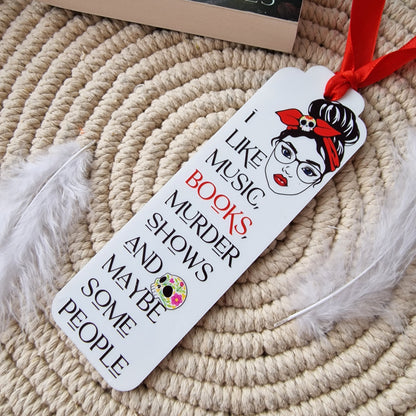 I
LIKE
MUSIC,
BOOKS,
MURDER
SHOWS
AND
MAYBE
SOME
PEOPLE